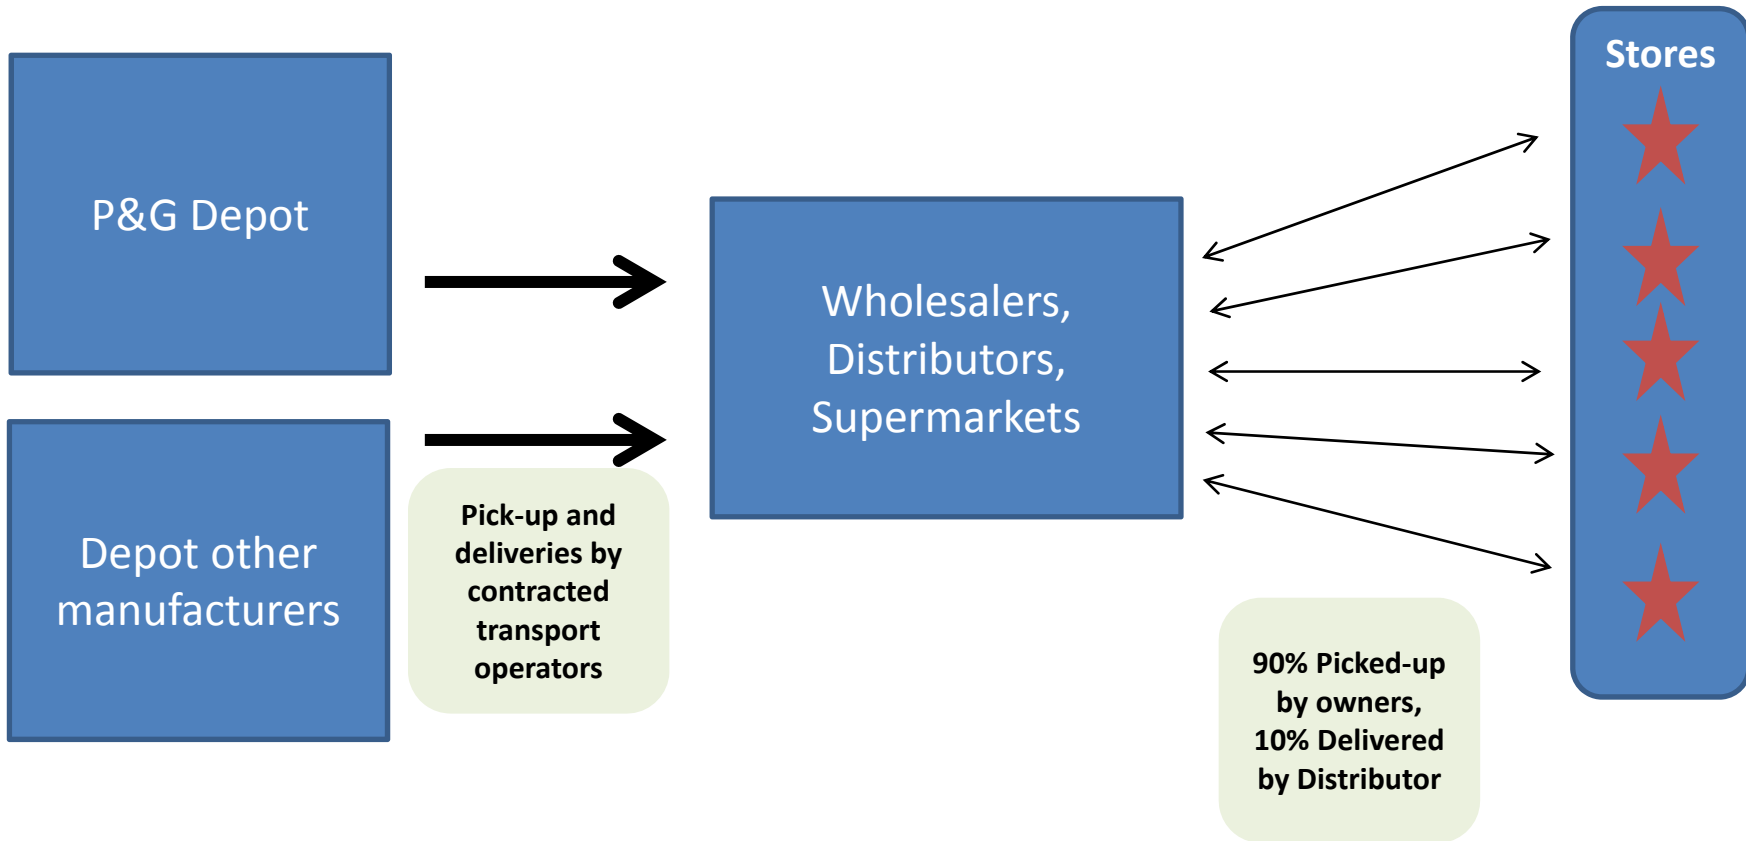 P&G Depot
Depot other
manufacturers
Pick-up and
deliveries by
contracted
transport
operators
Wholesalers,
Distributors,
Supermarkets
90% Picked-up
by owners,
10% Delivered
by Distributor
Stores